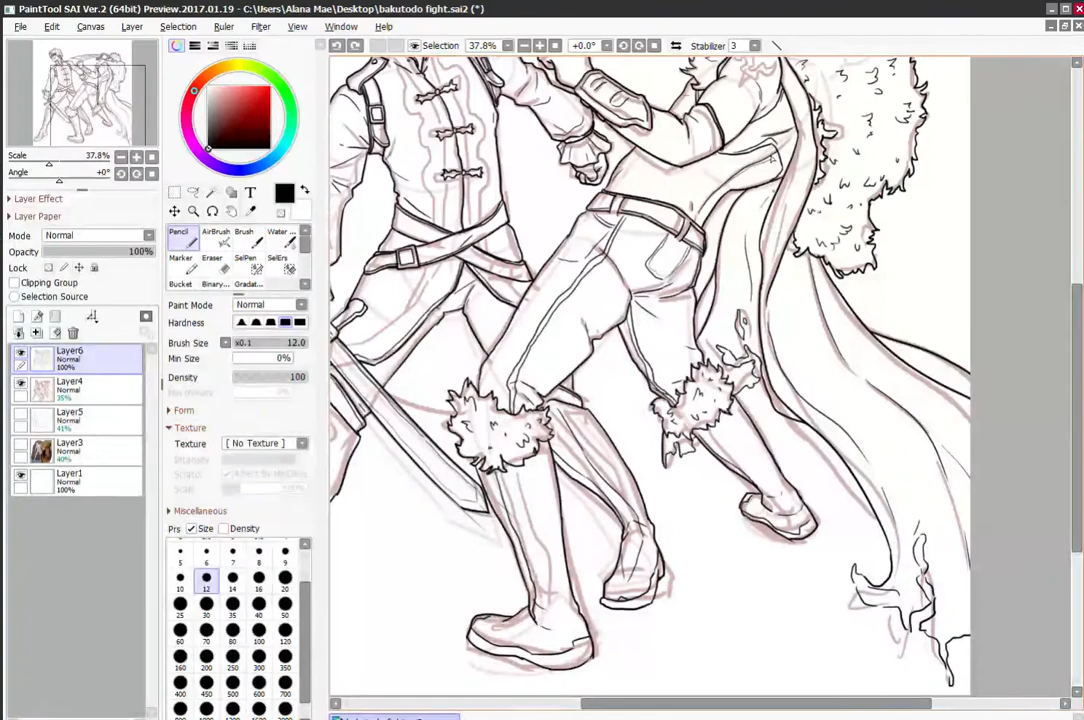 PaintTool SAI Ver.2 (64bit) Preview.2017.01.19 - C:\Users\Alana Mae\Desktop\bakutodo fight.sai2 (*)
File Edit Canvas Layer Selection Ruler Filter View Window Help
Selection 37.8% +0.0° Stabilizer 3
Scale 37.8%
Angle +0°
Layer Effect
Layer Paper
Mode Normal
Opacity 100%
Lock
Clipping Group
Selection Source
Layer6
Normal
100%
Layer4
Normal
35%
Layer5
Normal
41%
Layer3
Normal
40%
Layer1
Normal
100%
T
Pencil AirBrush Brush Water ...
Marker Eraser SelPen SelErs
Bucket Binary... Gradat...
Paint Mode Normal
Hardness
Brush Size x0.1 12.0
Min Size 0%
Density 100
Form
Texture
Texture [ No Texture ]
Intensity
Scale
Miscellaneous
Prs Size Density
5 6 7 8 9
10 12 14 16 20
25 30 35 40 50
60 70 80 100 120
160 200 250 300 350
400 450 500 600 700